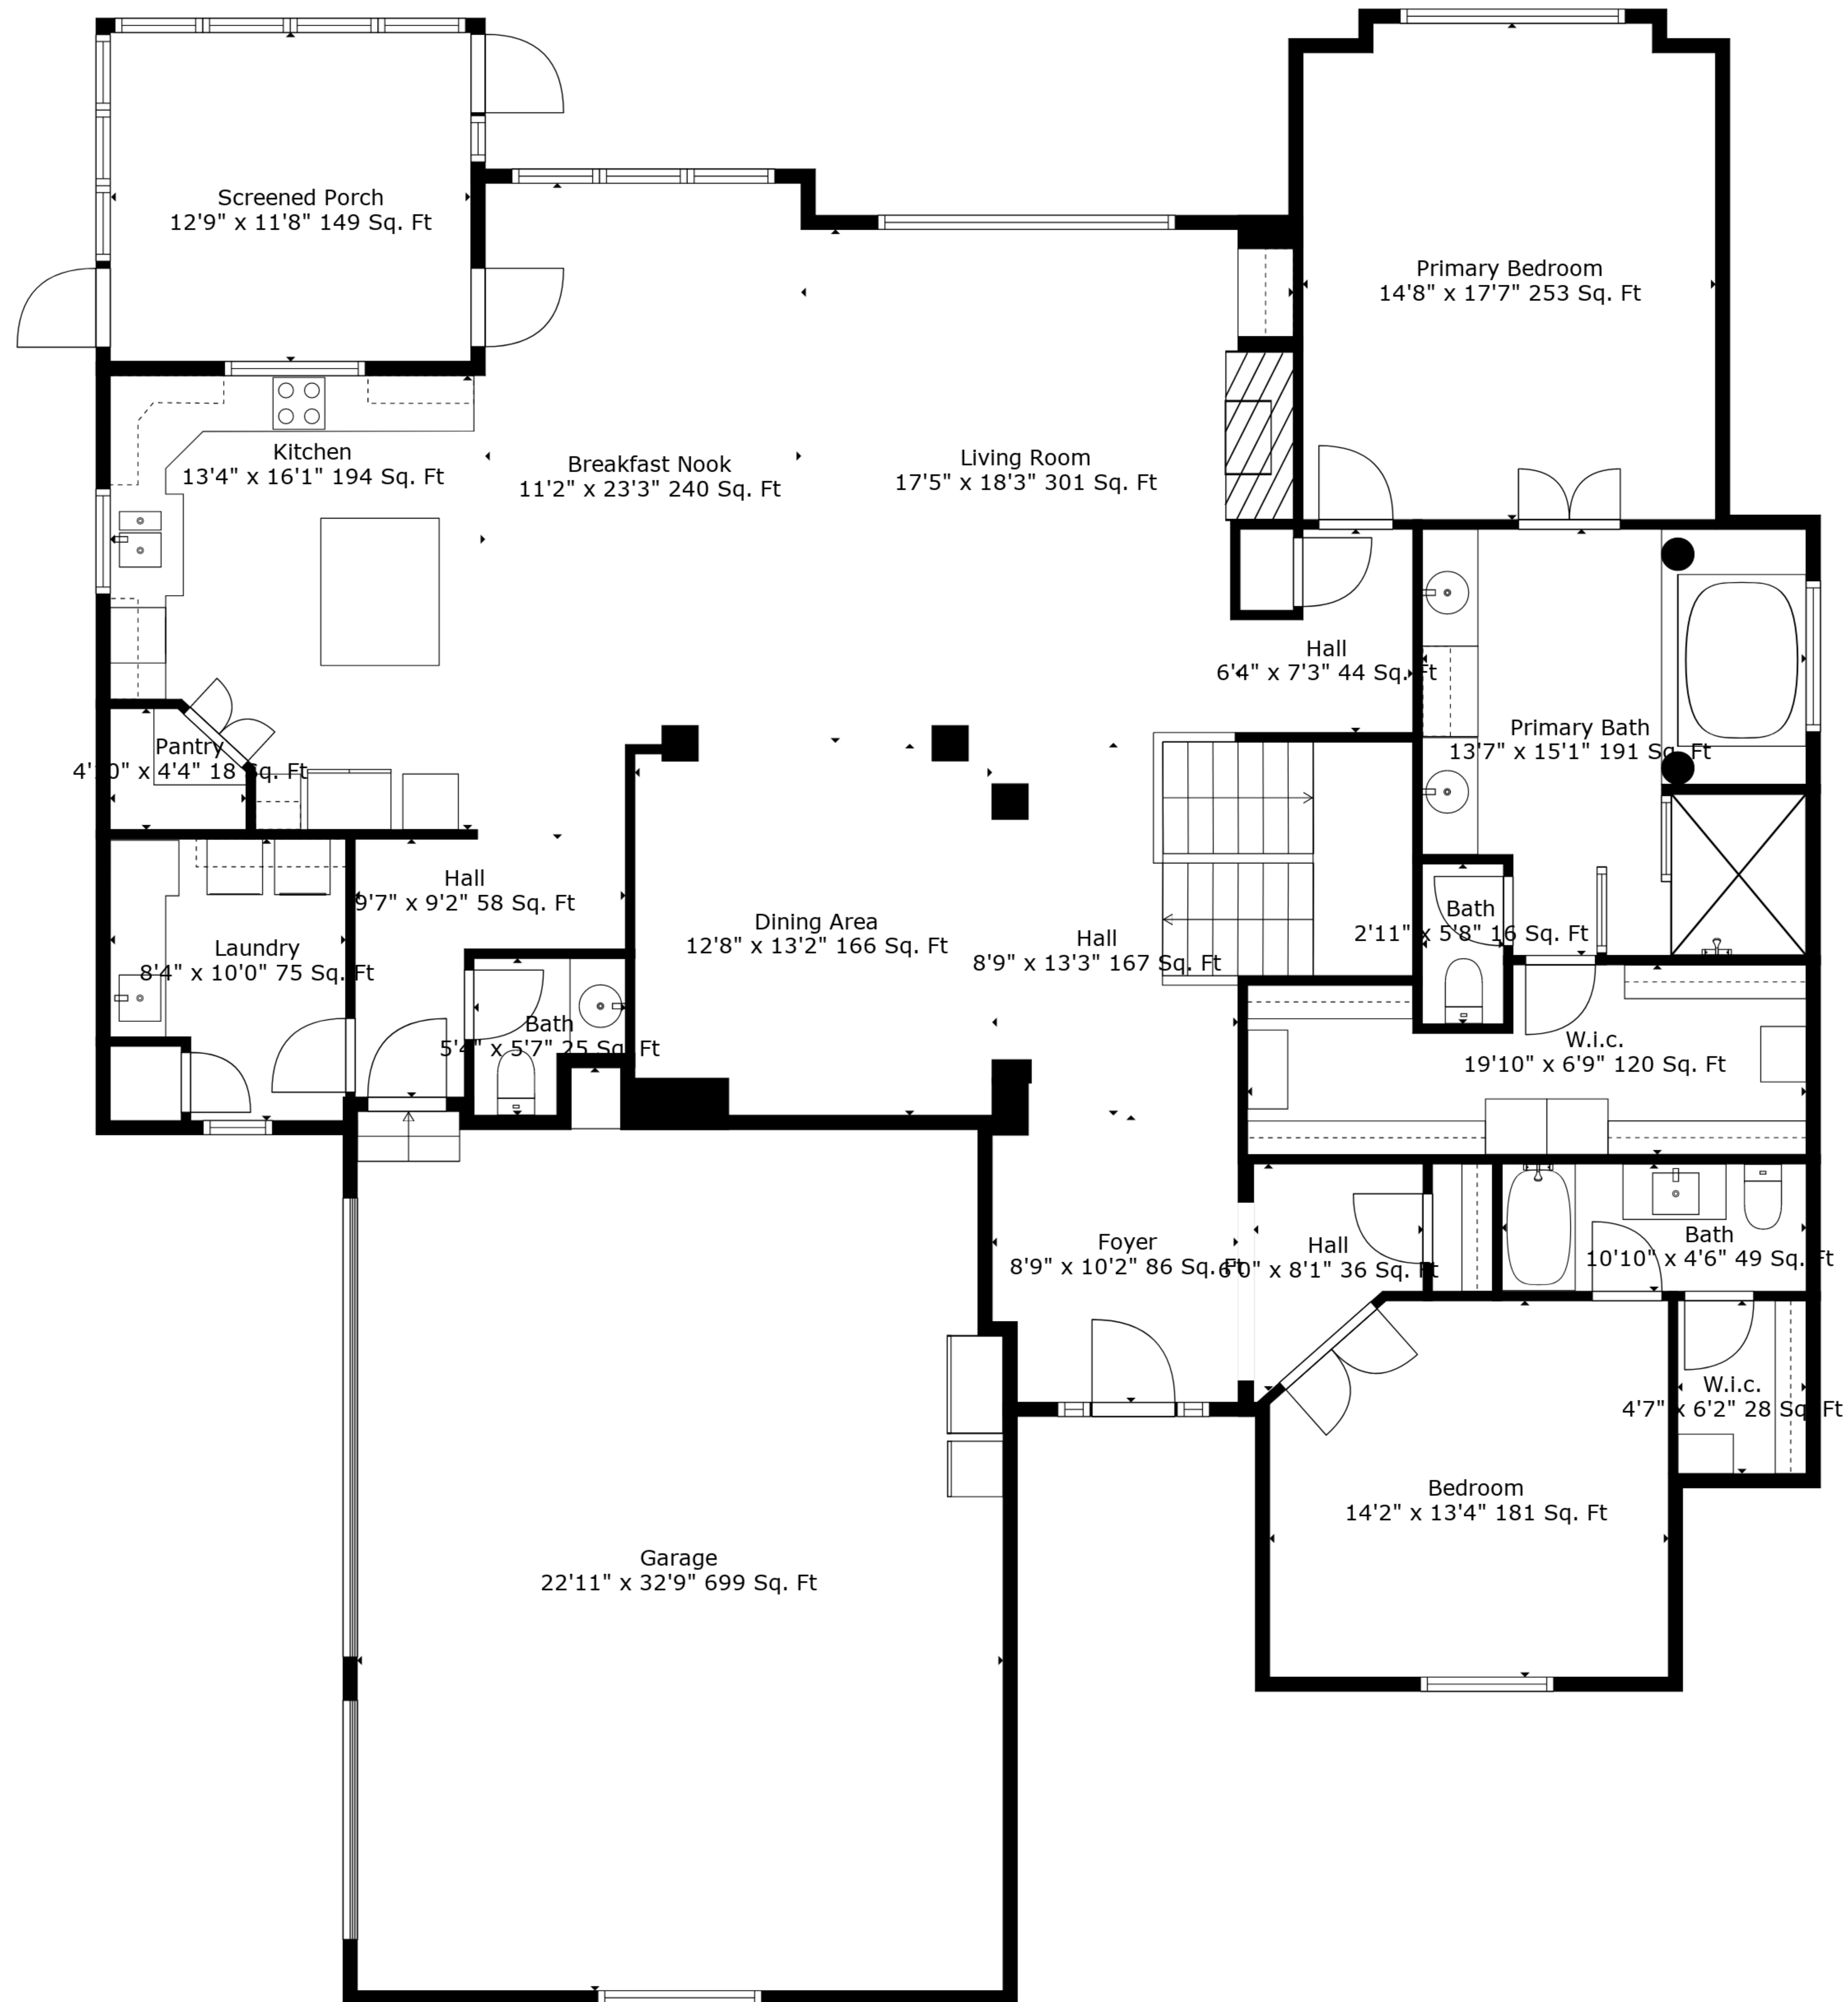 Screened Porch
12'9" x 11'8" 149 Sq. Ft
Primary Bedroom
14'8" x 17'7" 253 Sq. Ft
Kitchen
13'4" x 16'1" 194 Sq. Ft
Breakfast Nook
11'2" x 23'3" 240 Sq. Ft
Living Room
17'5" x 18'3" 301 Sq. Ft
Hall
6'4" x 7'3" 44 Sq. Ft
Primary Bath
13'7" x 15'1" 191 Sq. Ft
Pantry
4'10" x 4'4" 18 Sq. Ft
Hall
9'7" x 9'2" 58 Sq. Ft
Laundry
8'4" x 10'0" 75 Sq. Ft
Dining Area
12'8" x 13'2" 166 Sq. Ft
Hall
8'9" x 13'3" 167 Sq. Ft
Bath
2'11" x 5'8" 16 Sq. Ft
Bath
5'4" x 5'7" 25 Sq. Ft
W.i.c.
19'10" x 6'9" 120 Sq. Ft
Foyer
8'9" x 10'2" 86 Sq. Ft
Hall
6'0" x 8'1" 36 Sq. Ft
Bath
10'10" x 4'6" 49 Sq. Ft
W.i.c.
4'7" x 6'2" 28 Sq. Ft
Bedroom
14'2" x 13'4" 181 Sq. Ft
Garage
22'11" x 32'9" 699 Sq. Ft